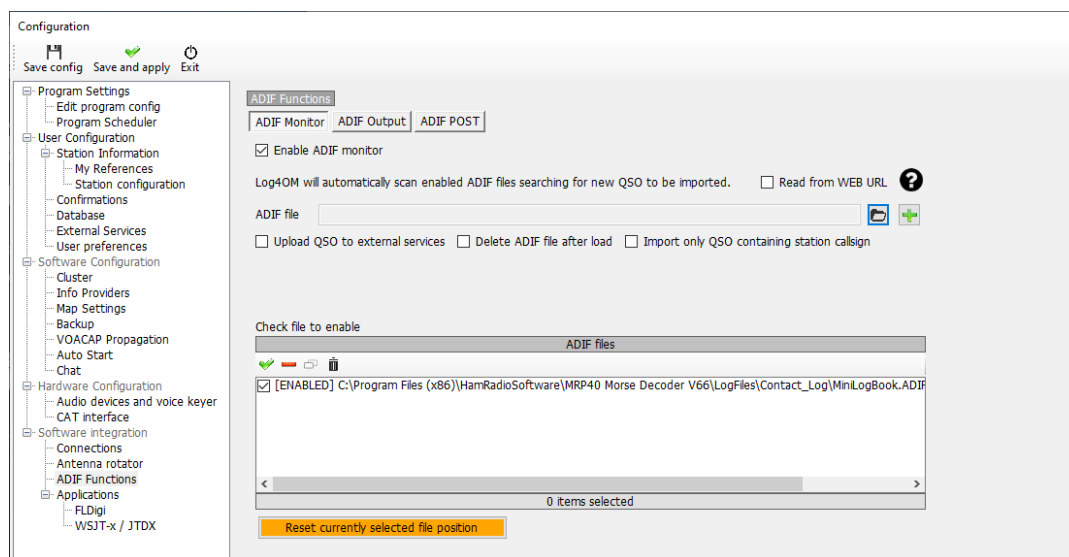 Configuration
Save config Save and apply Exit
Program Settings
Edit program config
Program Scheduler
User Configuration
Station Information
My References
Station configuration
Confirmations
Database
External Services
User preferences
Software Configuration
Cluster
Info Providers
Map Settings
Backup
VOACAP Propagation
Auto Start
Chat
Hardware Configuration
Audio devices and voice keyer
CAT interface
Software integration
Connections
Antenna rotator
ADIF Functions
Applications
FLDigi
WSJT-x / JTDX
ADIF Functions
ADIF Monitor ADIF Output ADIF POST
Enable ADIF monitor
Log4OM will automatically scan enabled ADIF files searching for new QSO to be imported. Read from WEB URL ?
ADIF file
Upload QSO to external services Delete ADIF file after load Import only QSO containing station callsign
Check file to enable
ADIF files
[ENABLED] C:\Program Files (x86)\HamRadioSoftware\MRP40 Morse Decoder V66\LogFiles\Contact_Log\MiniLogBook.ADIF
0 items selected
Reset currently selected file position